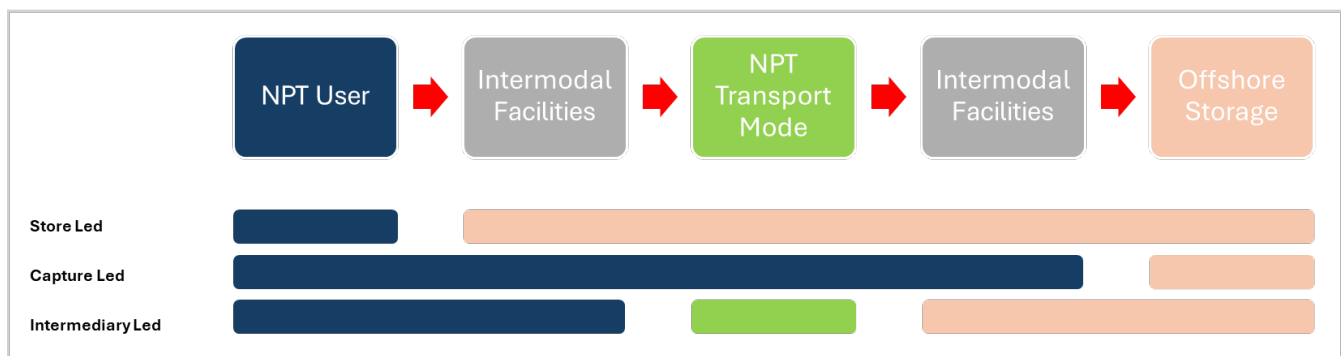 NPT User
Intermodal
Facilities
NPT
Transport
Mode
Intermodal
Facilities
Offshore
Storage
Store Led
Capture Led
Intermediary Led